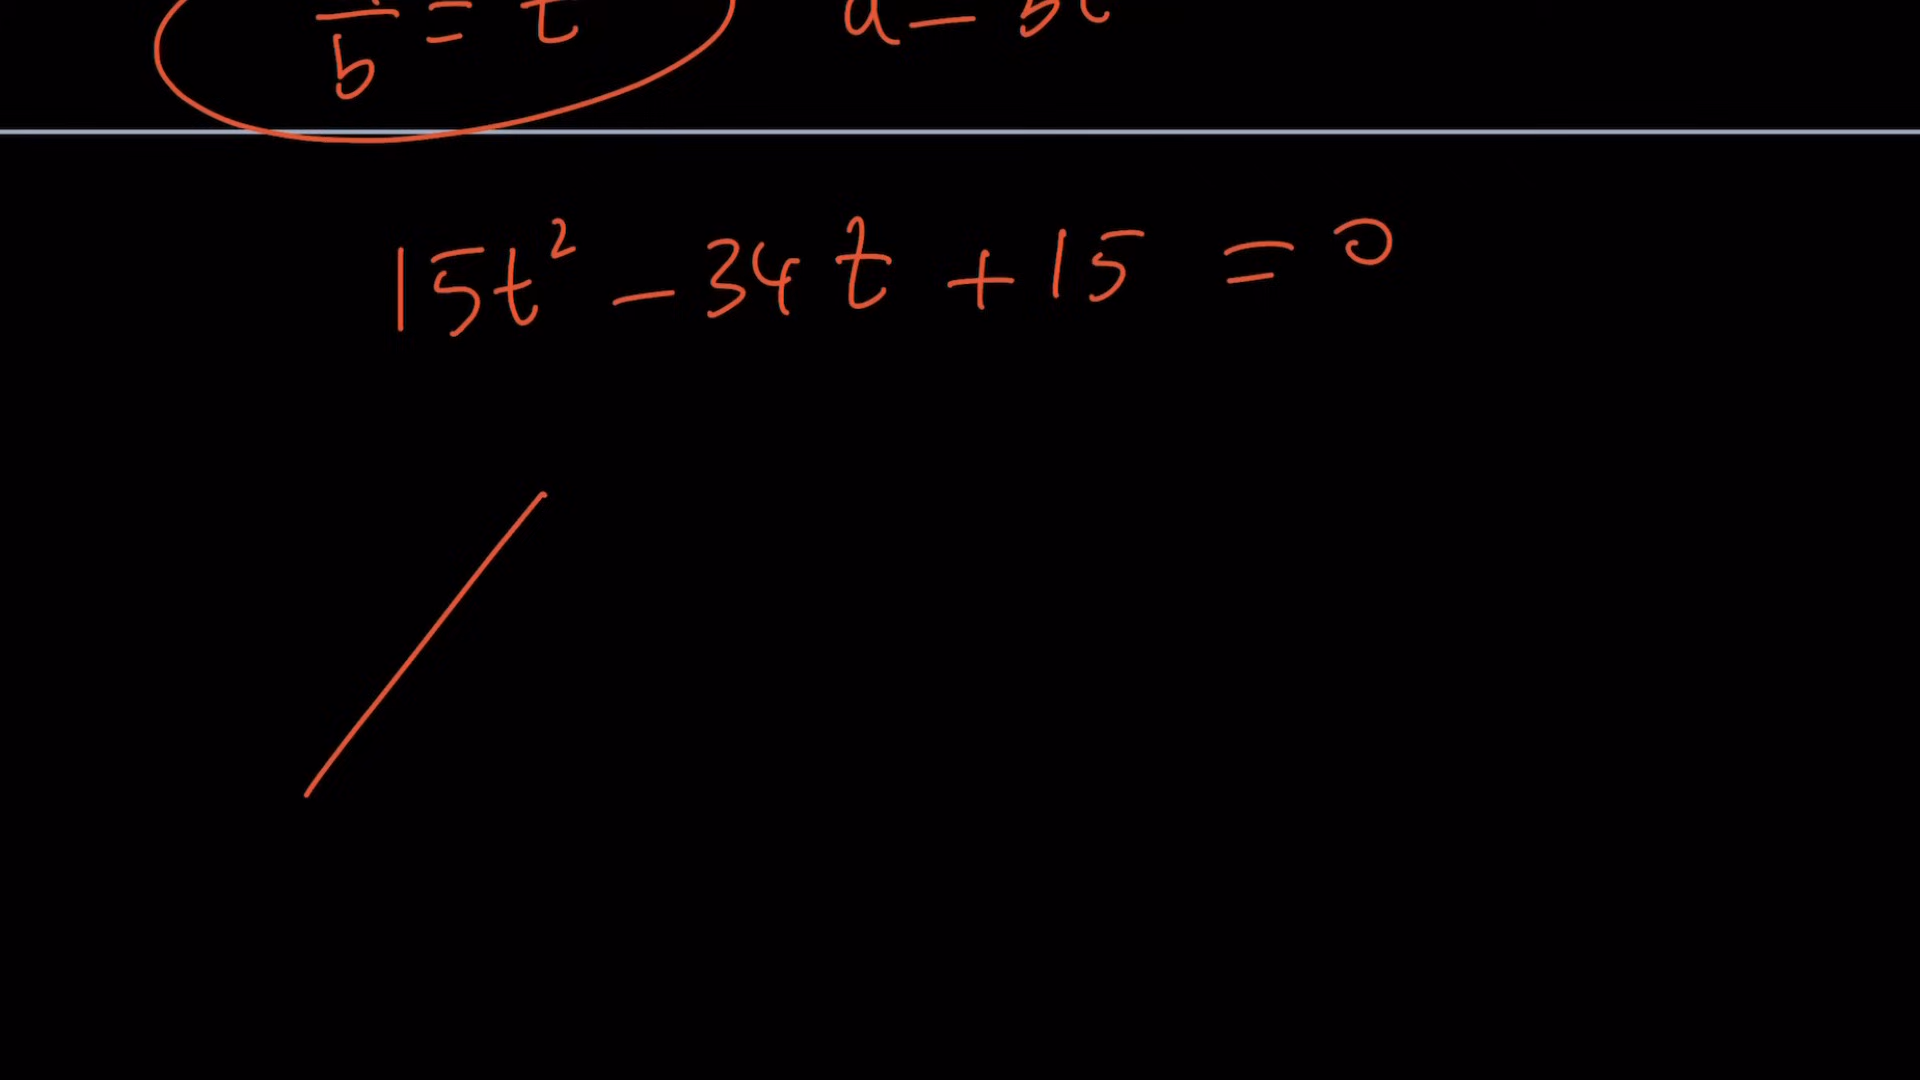 b = t
15t² - 34t + 15 = 0